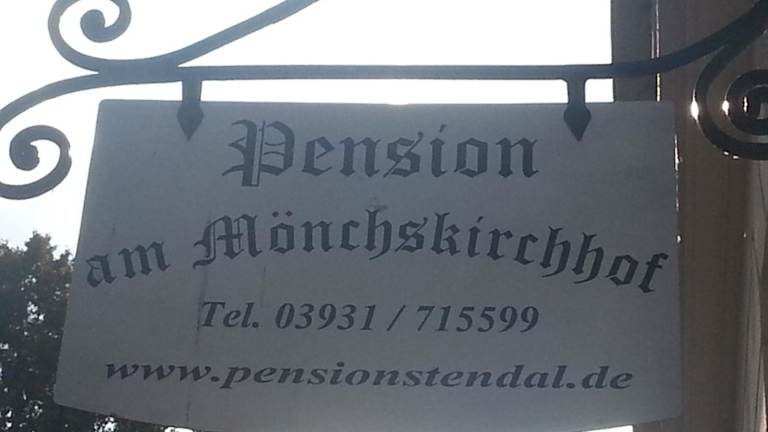 Pension
am Mönchskirchhof
Tel. 03931 / 715599
www.pensionstendal.de